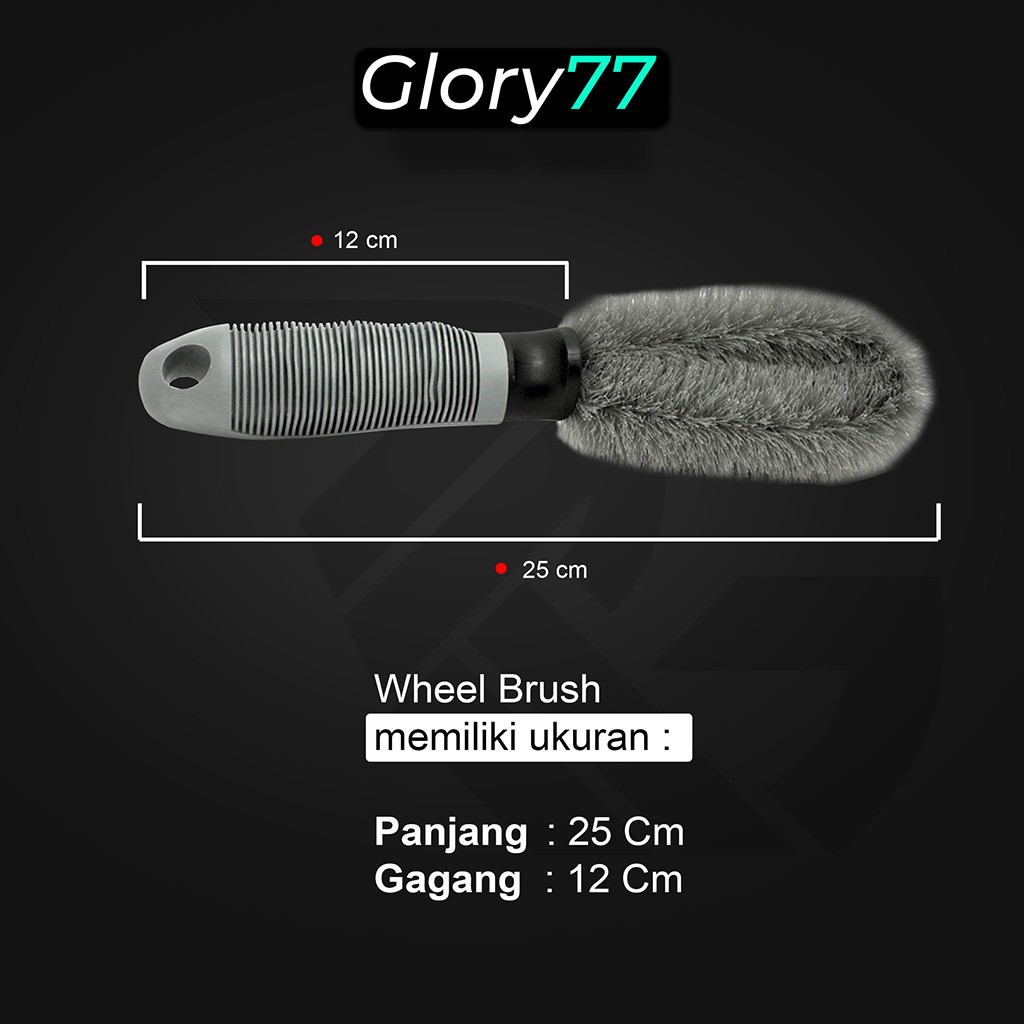 Glory77
12 cm
25 cm
Wheel Brush
memiliki ukuran :
Panjang : 25 Cm
Gagang : 12 Cm